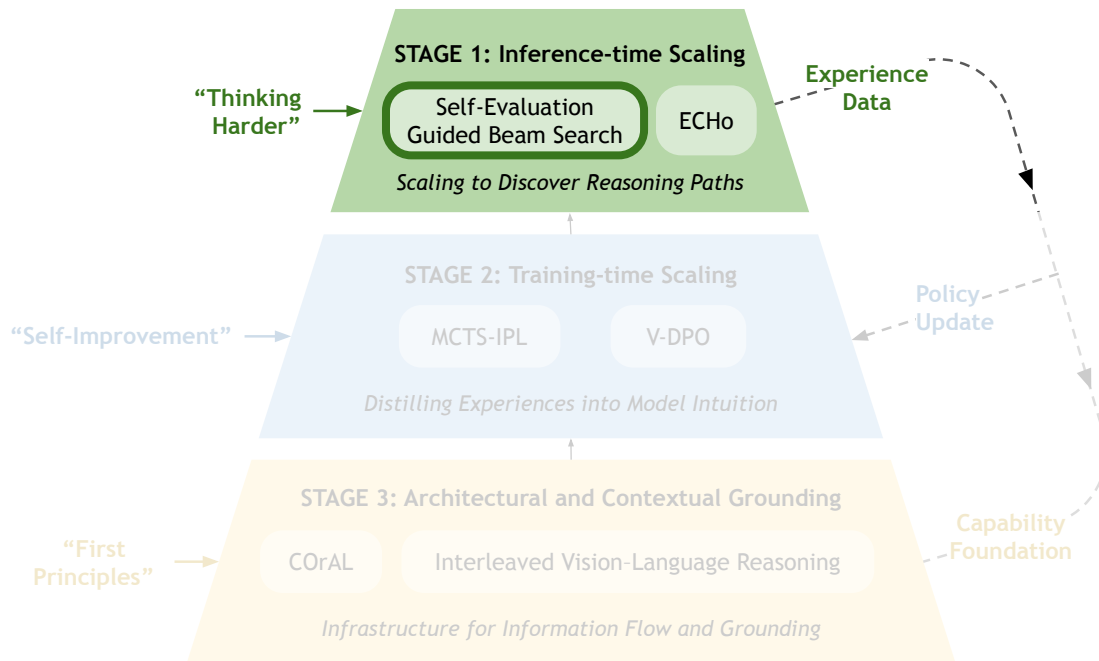 STAGE 1: Inference-time Scaling
“Thinking
Harder”
Self-Evaluation
Guided Beam Search
ECHo
Scaling to Discover Reasoning Paths
Experience
Data
STAGE 2: Training-time Scaling
“Self-Improvement”
MCTS-IPL
V-DPO
Distilling Experiences into Model Intuition
Policy
Update
STAGE 3: Architectural and Contextual Grounding
“First
Principles”
COrAL
Interleaved Vision-Language Reasoning
Infrastructure for Information Flow and Grounding
Capability
Foundation